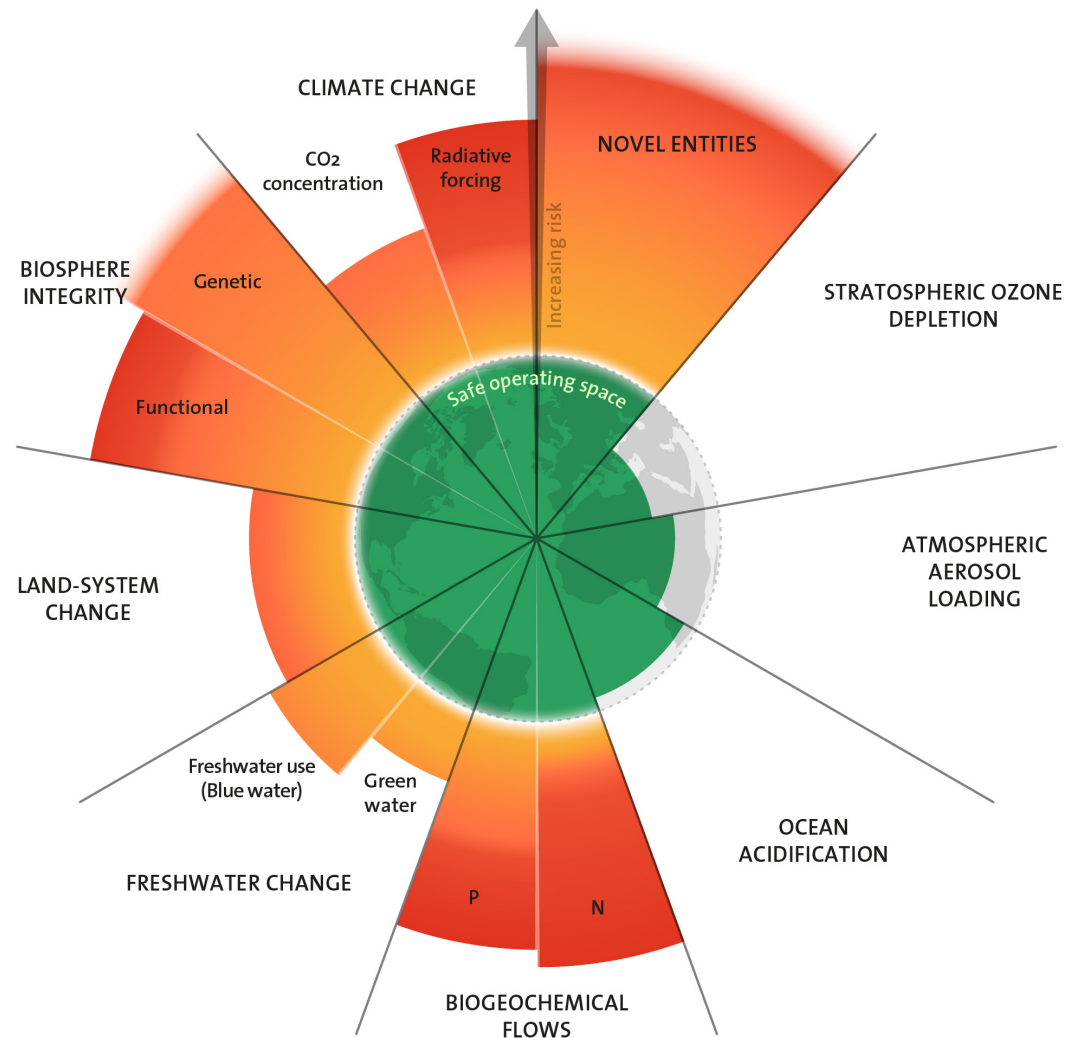 CLIMATE CHANGE
CO2
concentration
Radiative
forcing
NOVEL ENTITIES
Increasing risk
STRATOSPHERIC OZONE
DEPLETION
BIOSPHERE
INTEGRITY
Genetic
Functional
Safe operating space
ATMOSPHERIC
AEROSOL
LOADING
LAND-SYSTEM
CHANGE
Freshwater use
(Blue water)
Green
water
FRESHWATER CHANGE
OCEAN
ACIDIFICATION
P
N
BIOGEOCHEMICAL
FLOWS